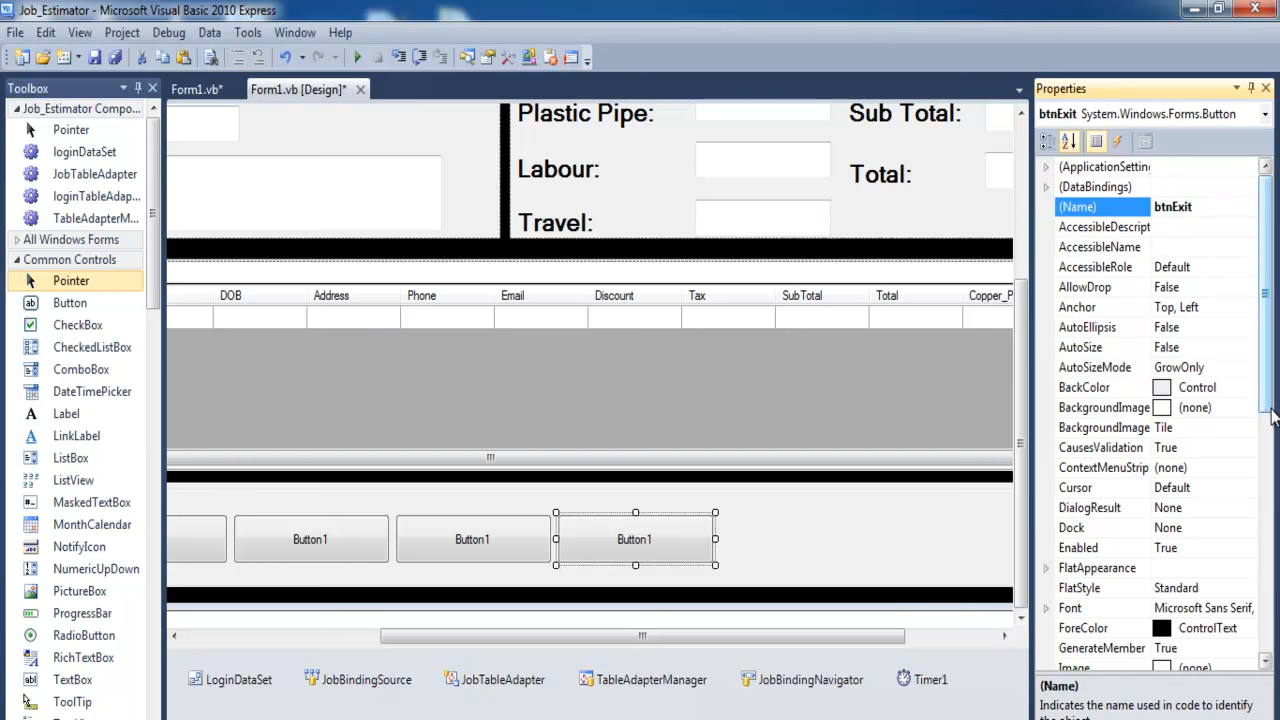 Job_Estimator - Microsoft Visual Basic 2010 Express
File Edit View Project Debug Data Tools Window Help
Toolbox
Form1.vb* Form1.vb [Design]*
Properties
Job_Estimator Compo...
Pointer
loginDataSet
JobTableAdapter
loginTableAdap...
TableAdapterM...
All Windows Forms
Common Controls
Pointer
Button
CheckBox
CheckedListBox
ComboBox
DateTimePicker
Label
LinkLabel
ListBox
ListView
MaskedTextBox
MonthCalendar
NotifyIcon
NumericUpDown
PictureBox
ProgressBar
RadioButton
RichTextBox
TextBox
ToolTip
Plastic Pipe: Sub Total:
Labour: Total:
Travel:
DOB Address Phone Email Discount Tax SubTotal Total Copper_P
Button1 Button1 Button1
LoginDataSet JobBindingSource JobTableAdapter TableAdapterManager JobBindingNavigator Timer1
btnExit System.Windows.Forms.Button
(ApplicationSetting
(DataBindings)
(Name) btnExit
AccessibleDescript
AccessibleName
AccessibleRole Default
AllowDrop False
Anchor Top, Left
AutoEllipsis False
AutoSize False
AutoSizeMode GrowOnly
BackColor Control
BackgroundImage (none)
BackgroundImage Tile
CausesValidation True
ContextMenuStrip (none)
Cursor Default
DialogResult None
Dock None
Enabled True
FlatAppearance
FlatStyle Standard
Font Microsoft Sans Serif,
ForeColor ControlText
GenerateMember True
Image (none)
(Name)
Indicates the name used in code to identify
the object.